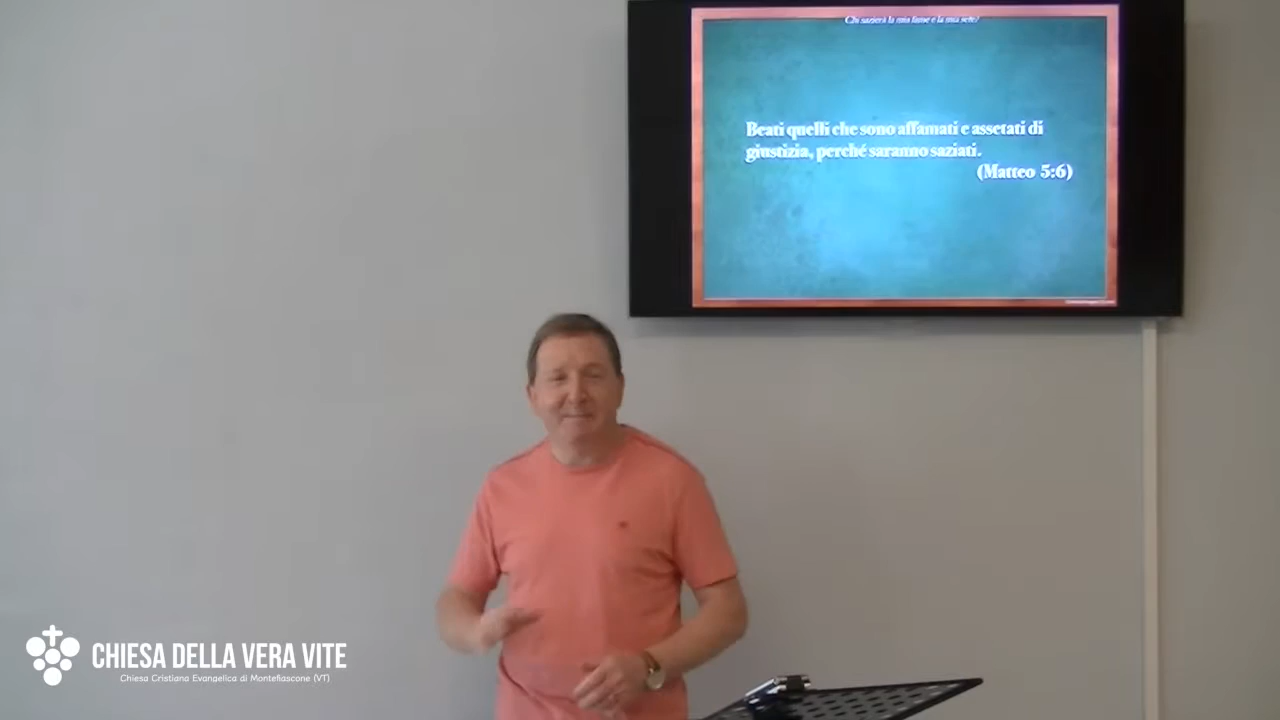 Chi sazierà la mia fame e la mia sete?
Beati quelli che sono affamati e assetati di
giustizia, perché saranno saziati.
(Matteo 5:6)
CHIESA DELLA VERA VITE
Chiesa Cristiana Evangelica di Montefiascone (VT)